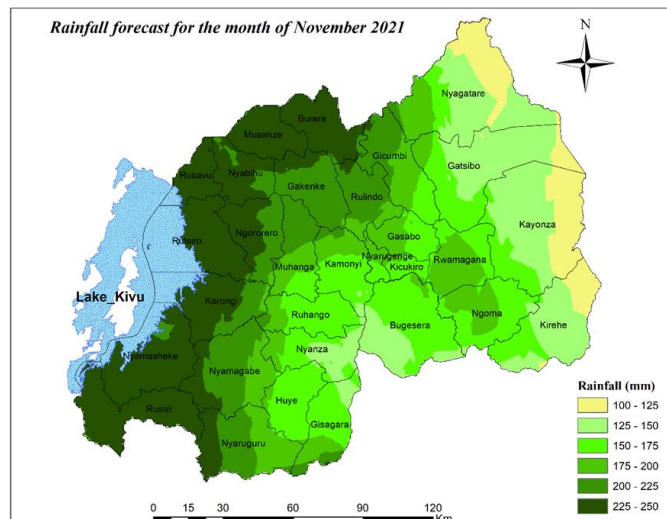 Rainfall forecast for the month of November 2021
N
Nyagatare
Burera
Musanze
Gicumbi
Rubavu
Nyabihu
Gatsibo
Gakenke
Rulindo
Kayonza
Rutsiro
Ngororero
Gasabo
Nyarugenge
Muhanga
Kamonyi
Kicukiro
Rwamagana
Lake_Kivu
Karongi
Ruhango
Ngoma
Bugesera
Kirehe
Nyanza
Nyamasheke
Nyamagabe
Rainfall (mm)
Huye
100 - 125
Rusizi
Gisagara
125 - 150
150 - 175
Nyaruguru
175 - 200
200 - 225
0 15 30 60 90 120
Km
225 - 250